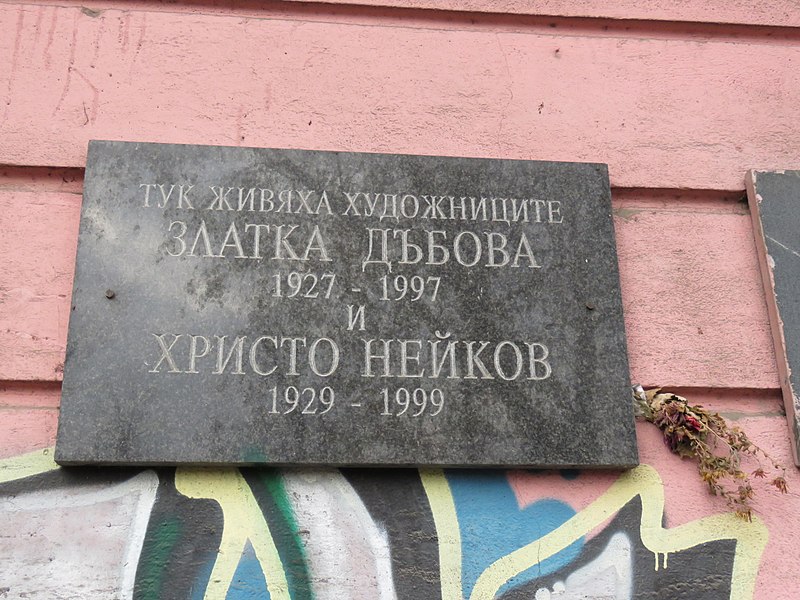 ТУК ЖИВЯХА ХУДОЖНИЦИТЕ
ЗЛАТКА ДЪБОВА
1927 - 1997
И
ХРИСТО НЕЙКОВ
1929 - 1999